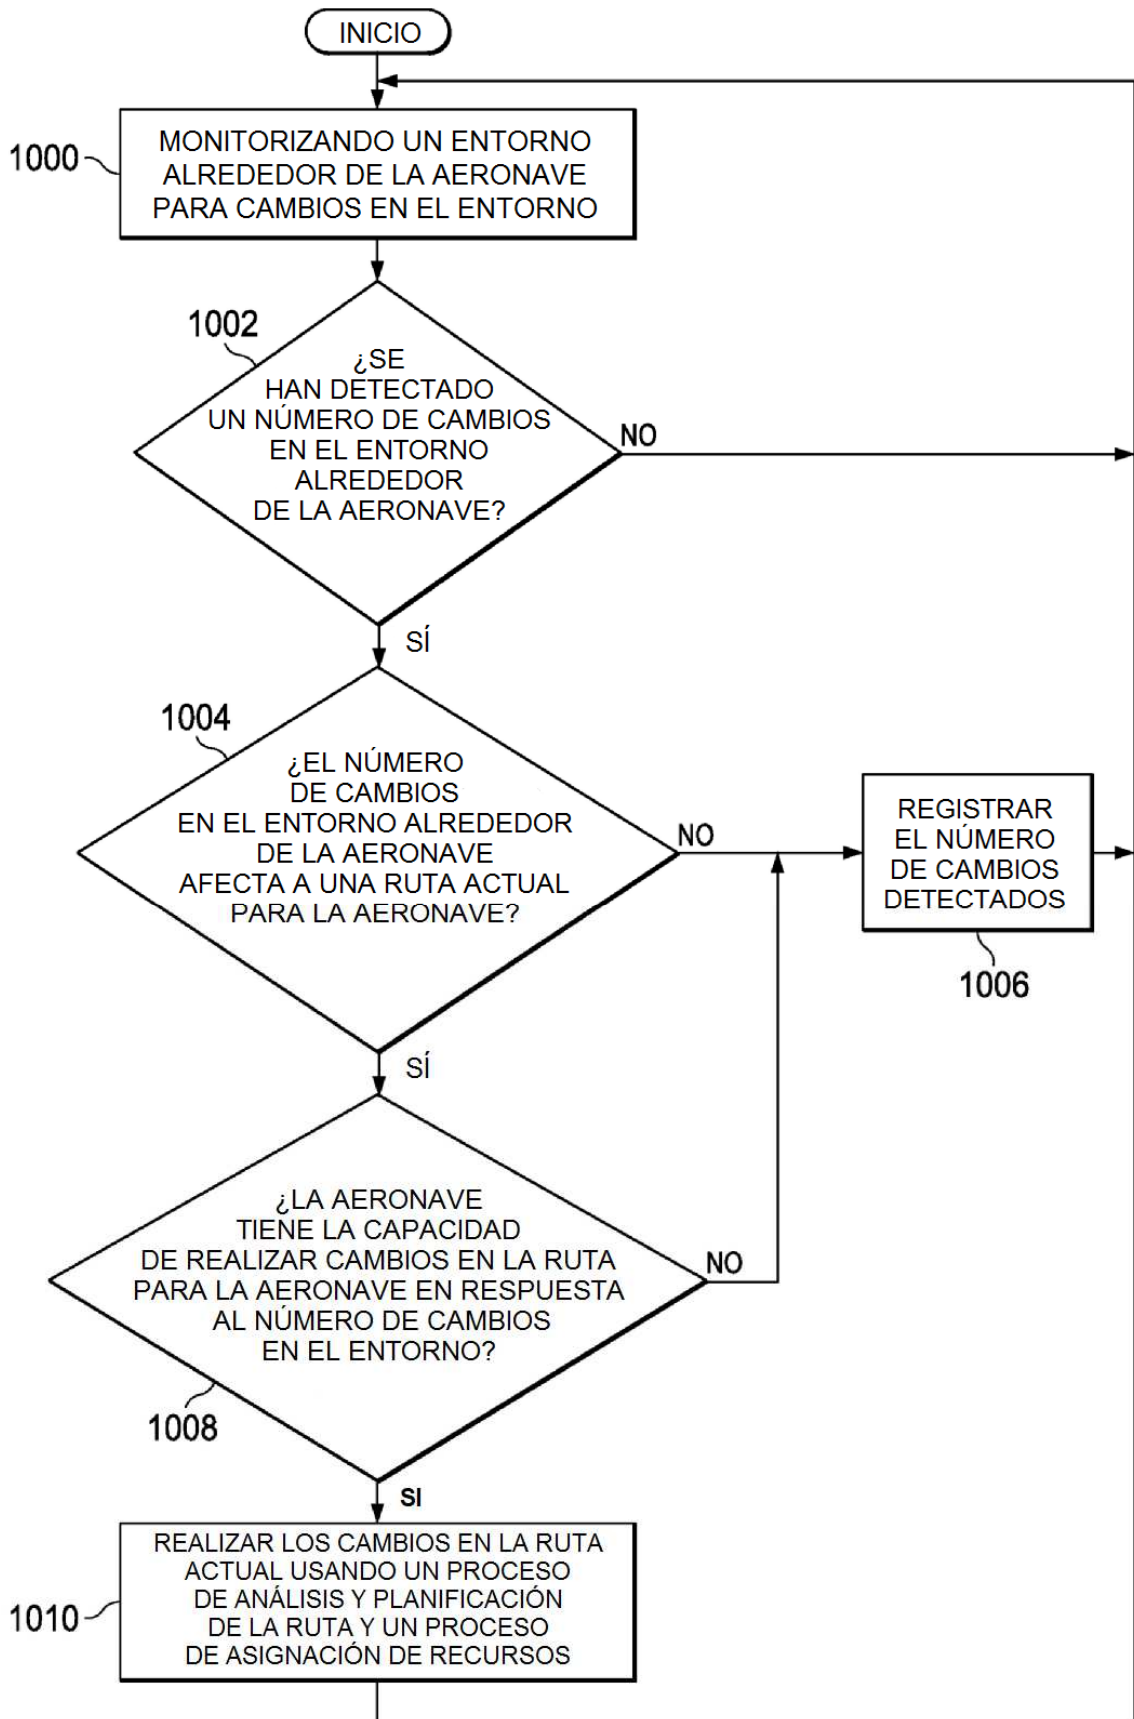 INICIO
1000
MONITORIZANDO UN ENTORNO
ALREDEDOR DE LA AERONAVE
PARA CAMBIOS EN EL ENTORNO
1002
¿SE
HAN DETECTADO
UN NÚMERO DE CAMBIOS
EN EL ENTORNO
ALREDEDOR
DE LA AERONAVE?
NO
SÍ
1004
¿EL NÚMERO
DE CAMBIOS
EN EL ENTORNO ALREDEDOR
DE LA AERONAVE
AFECTA A UNA RUTA ACTUAL
PARA LA AERONAVE?
NO
REGISTRAR
EL NÚMERO
DE CAMBIOS
DETECTADOS
1006
SÍ
¿LA AERONAVE
TIENE LA CAPACIDAD
DE REALIZAR CAMBIOS EN LA RUTA
PARA LA AERONAVE EN RESPUESTA
AL NÚMERO DE CAMBIOS
EN EL ENTORNO?
NO
1008
SI
1010
REALIZAR LOS CAMBIOS EN LA RUTA
ACTUAL USANDO UN PROCESO
DE ANÁLISIS Y PLANIFICACIÓN
DE LA RUTA Y UN PROCESO
DE ASIGNACIÓN DE RECURSOS